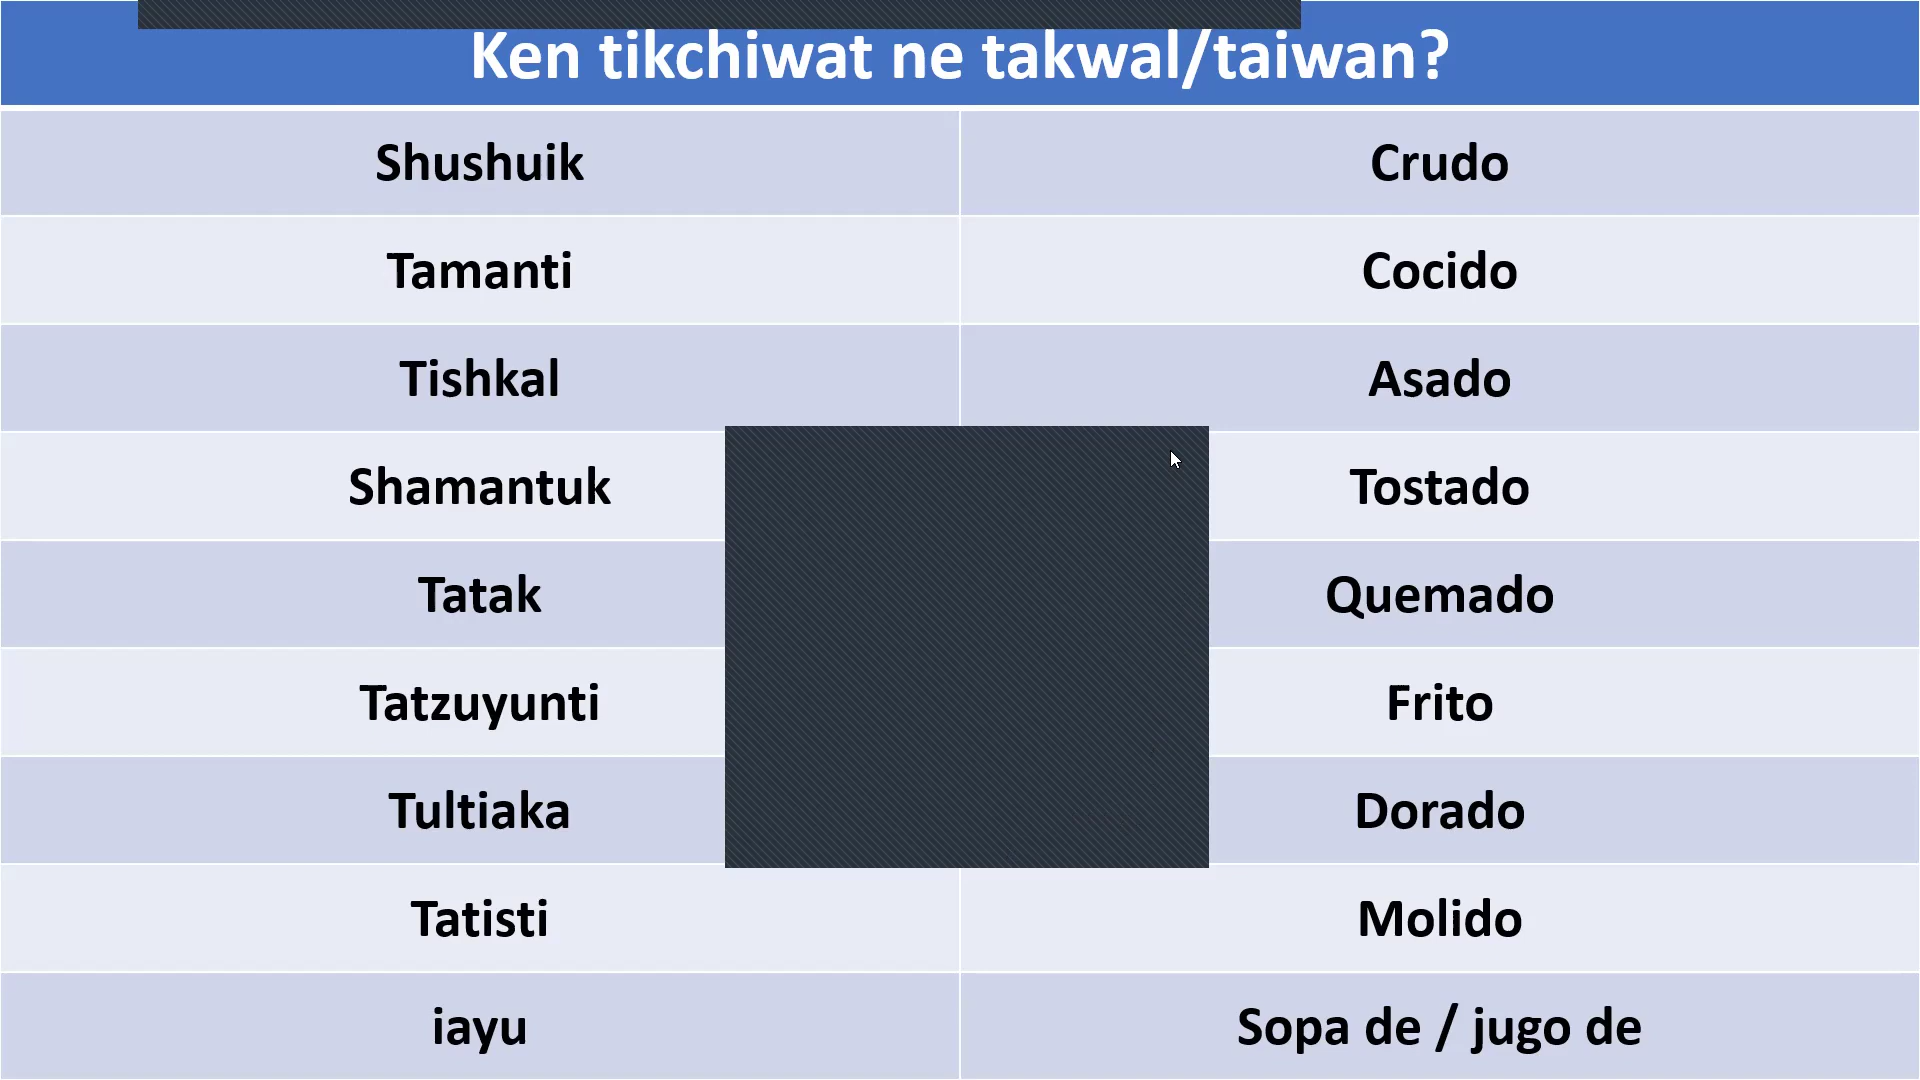 Ken tikchiwat ne takwal/taiwan?
Shushuik Crudo
Tamanti Cocido
Tishkal Asado
Shamantuk Tostado
Tatak Quemado
Tatzuyunti Frito
Tultiaka Dorado
Tatisti Molido
iayu Sopa de / jugo de